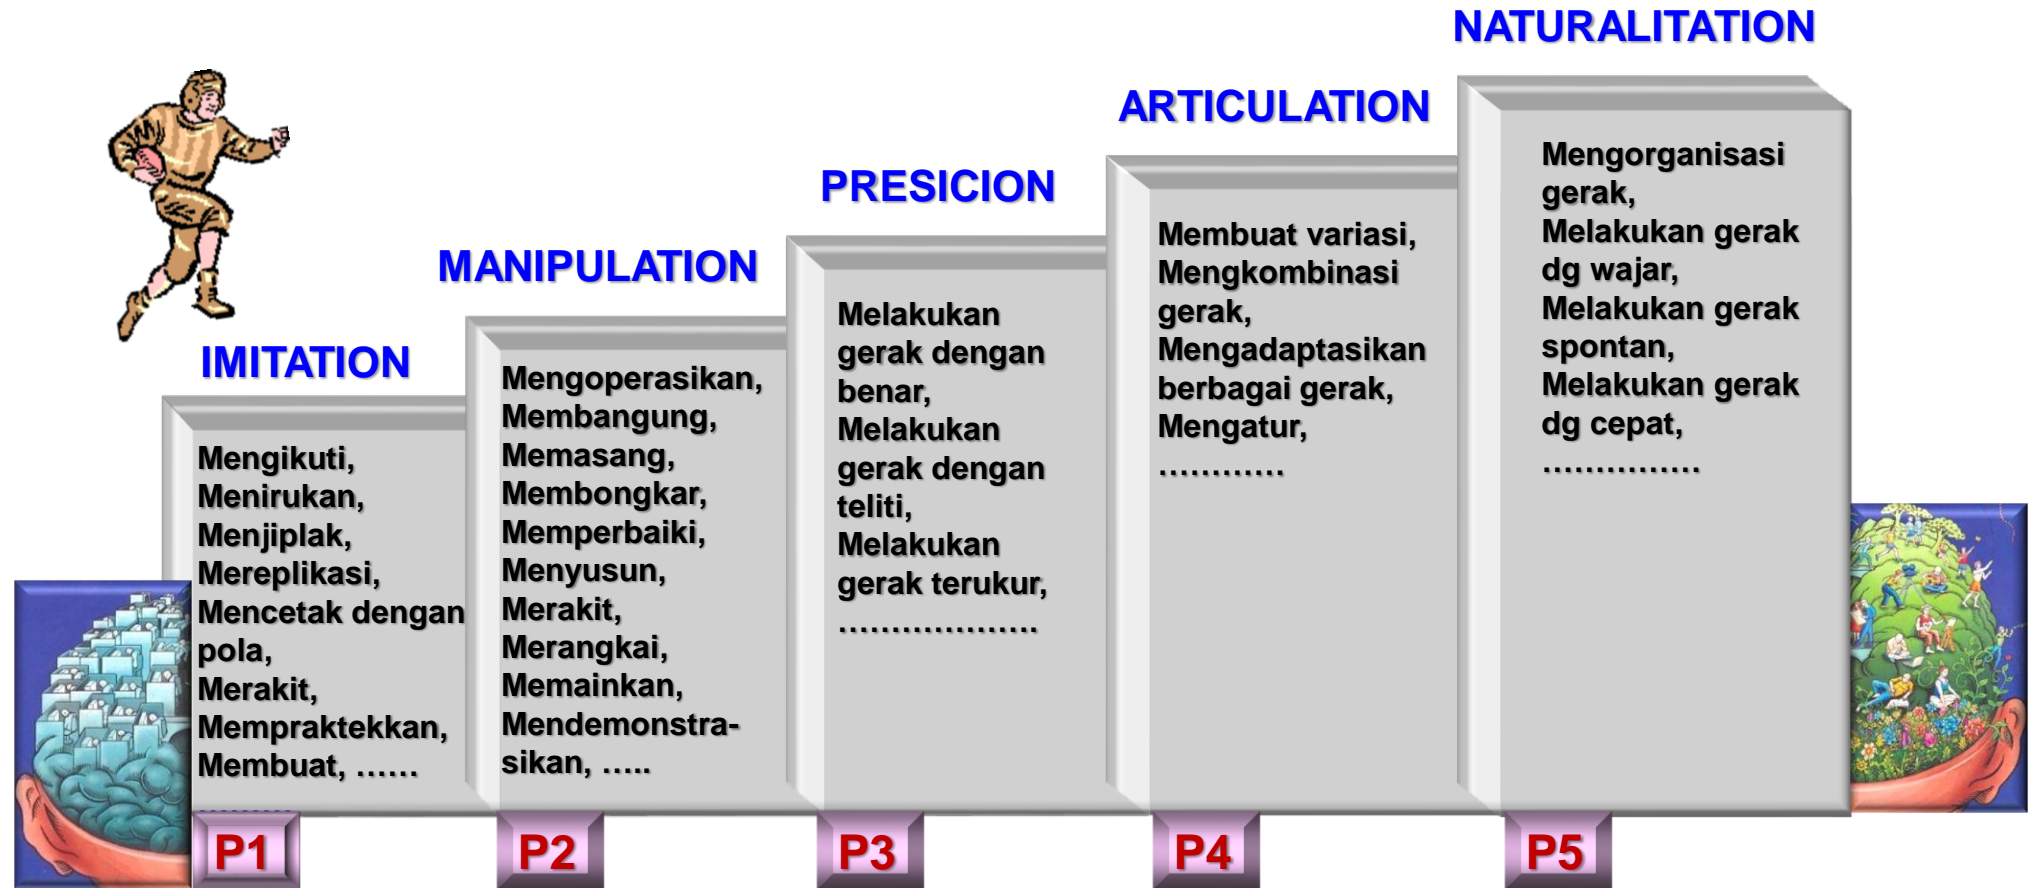 NATURALITATION
ARTICULATION
PRESICION
MANIPULATION
IMITATION
Mengikuti,
Menirukan,
Menjiplak,
Mereplikasi,
Mencetak dengan
pola,
Merakit,
Mempraktekkan,
Membuat, ……
..........
Mengoperasikan,
Membangung,
Memasang,
Membongkar,
Memperbaiki,
Menyusun,
Merakit,
Merangkai,
Memainkan,
Mendemonstra-
sikan, …..
Melakukan
gerak dengan
benar,
Melakukan
gerak dengan
teliti,
Melakukan
gerak terukur,
……………….
Membuat variasi,
Mengkombinasi
gerak,
Mengadaptasikan
berbagai gerak,
Mengatur,
…………
Mengorganisasi
gerak,
Melakukan gerak
dg wajar,
Melakukan gerak
spontan,
Melakukan gerak
dg cepat,
……………
P1
P2
P3
P4
P5